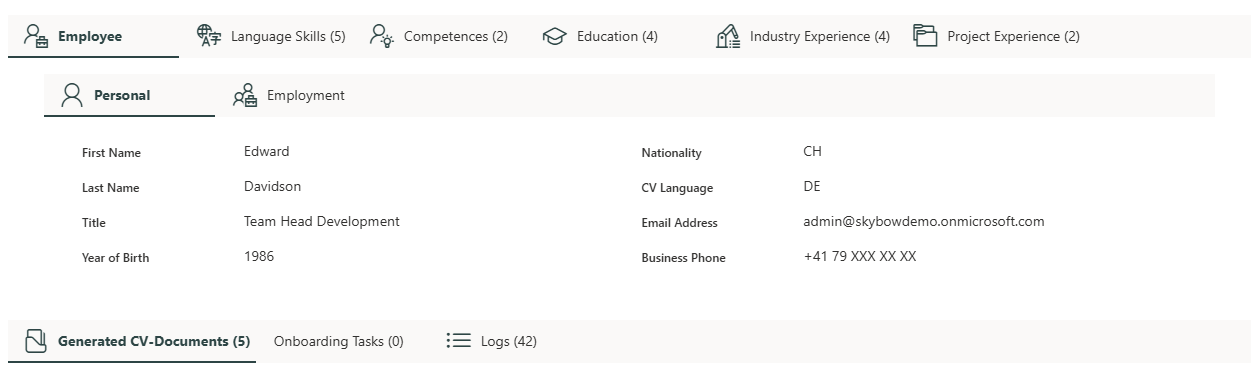 Employee Language Skills (5) Competences (2) Education (4) Industry Experience (4) Project Experience (2)
Personal Employment
First Name Edward Nationality CH
Last Name Davidson CV Language DE
Title Team Head Development Email Address admin@skybowdemo.onmicrosoft.com
Year of Birth 1986 Business Phone +41 79 XXX XX XX
Generated CV-Documents (5) Onboarding Tasks (0) Logs (42)